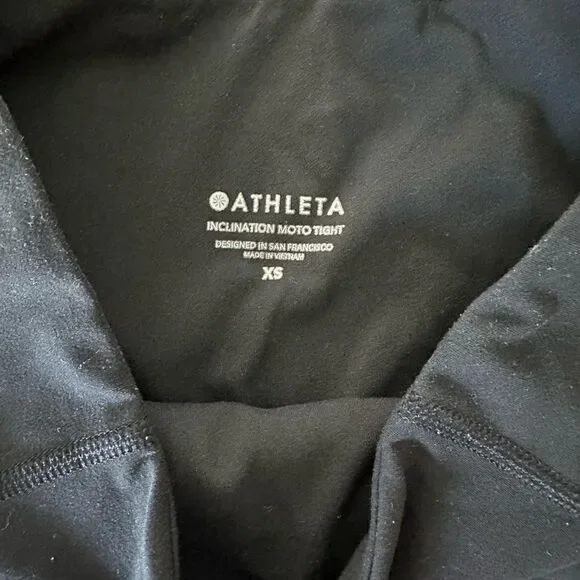 ATHLETA
INCLINATION MOTO TIGHT
DESIGNED IN SAN FRANCISCO
MADE IN VIETNAM
XS